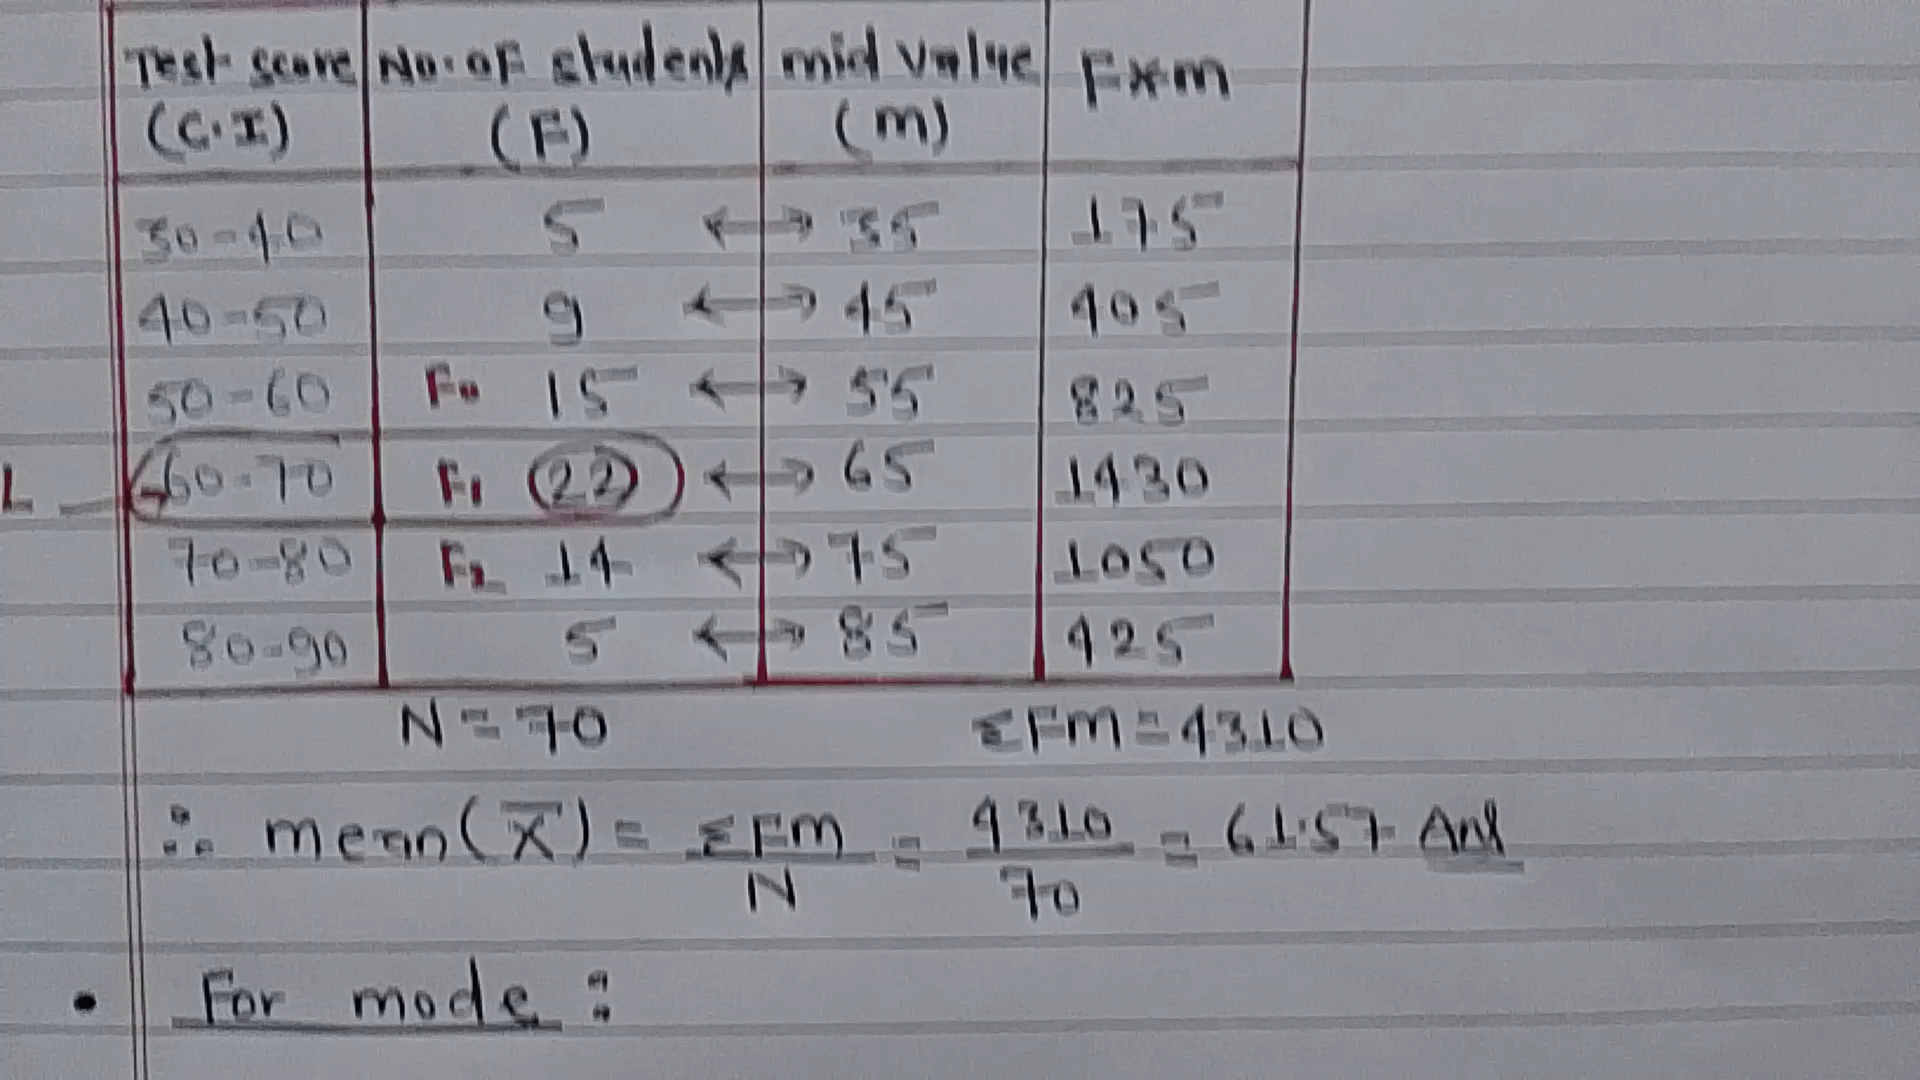 Test score No. of students mid value F×m
(C.I) (F) (m)
30-40 5 ↔ 35 175
40-50 9 ↔ 45 405
50-60 F₀ 15 ↔ 55 825
L 60-70 F₁ 22 ↔ 65 1430
70-80 F₂ 14 ↔ 75 1050
80-90 5 ↔ 85 425
N = 70 ΣFM = 4310
∴ mean (X̅) = ΣFM / N = 4310 / 70 = 61.57 Ans
• For mode :